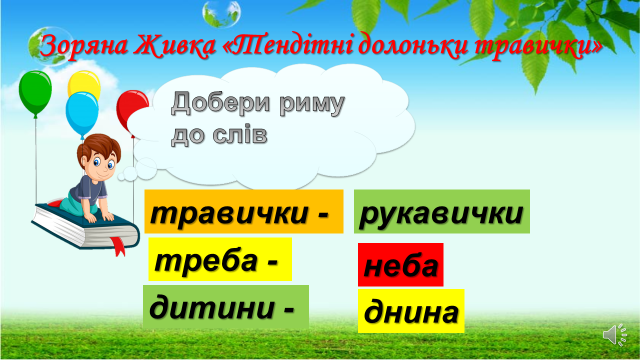 Зоряна Живка «Тендітні долоньки травички»
Добери риму
до слів
травички - рукавички
треба - неба
дитини - днина